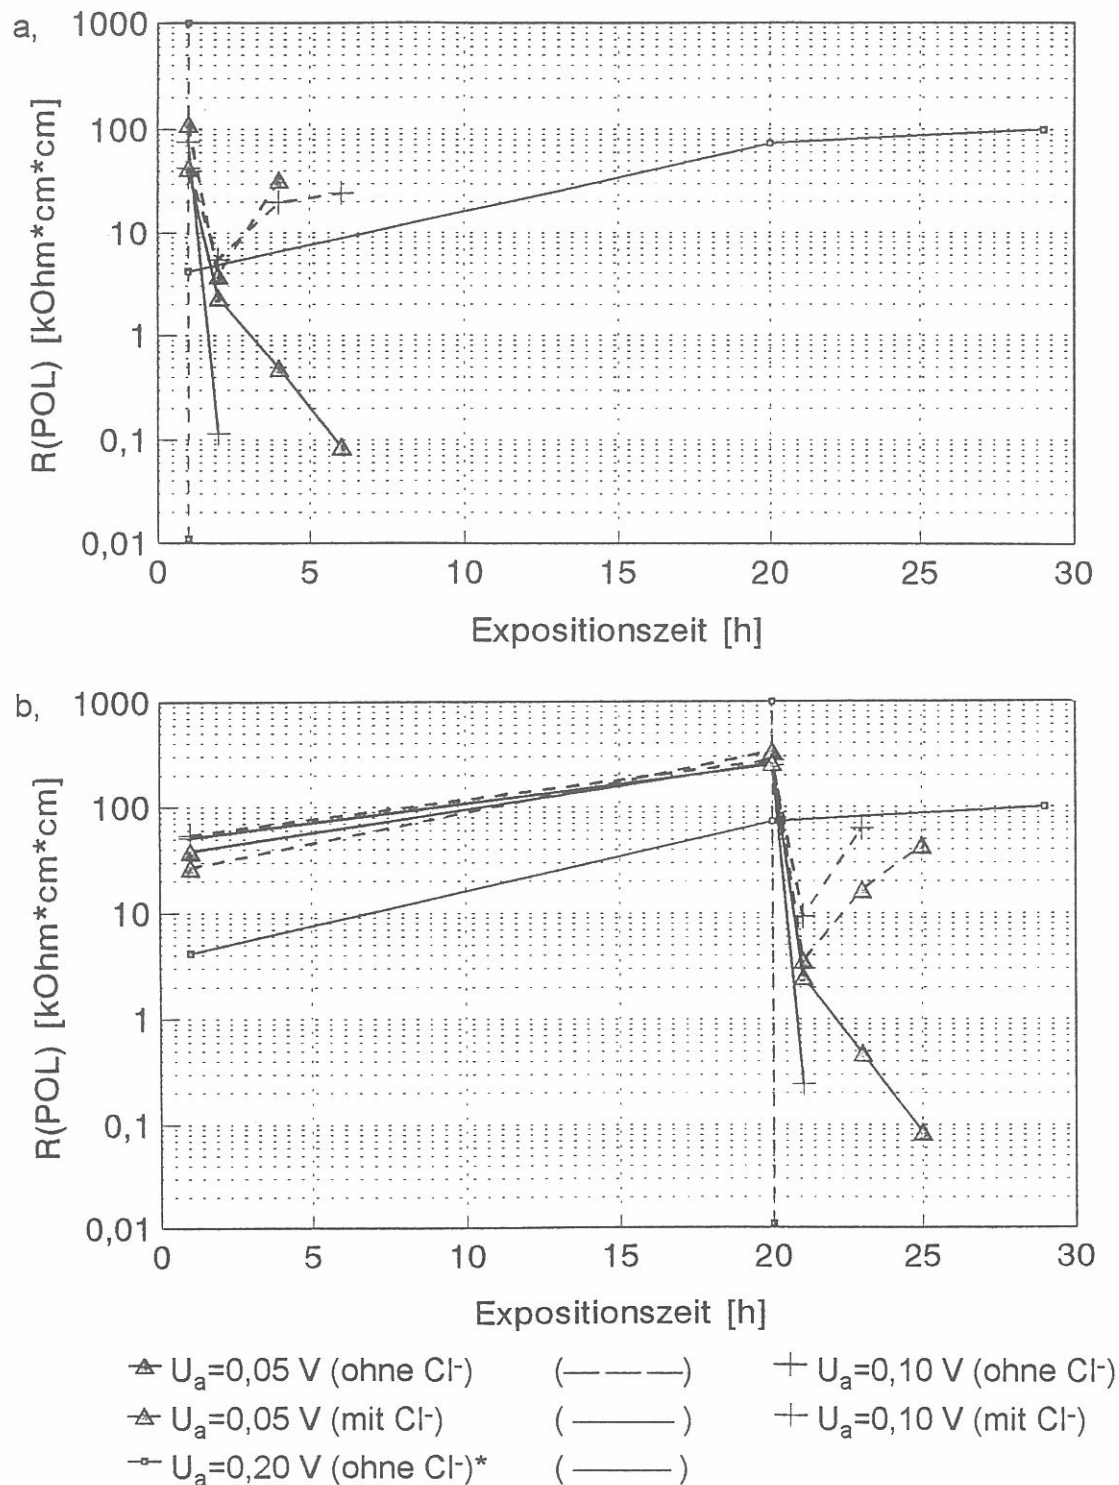 a,
1000
100
10
1
0,1
0,01
R(POL) [kOhm*cm*cm]
0 5 10 15 20 25 30
Expositionszeit [h]
b,
1000
100
10
1
0,1
0,01
R(POL) [kOhm*cm*cm]
0 5 10 15 20 25 30
Expositionszeit [h]
Uₐ=0,05 V (ohne Cl⁻) (— — —) Uₐ=0,10 V (ohne Cl⁻)
Uₐ=0,05 V (mit Cl⁻) (———) Uₐ=0,10 V (mit Cl⁻)
Uₐ=0,20 V (ohne Cl⁻)* (———)